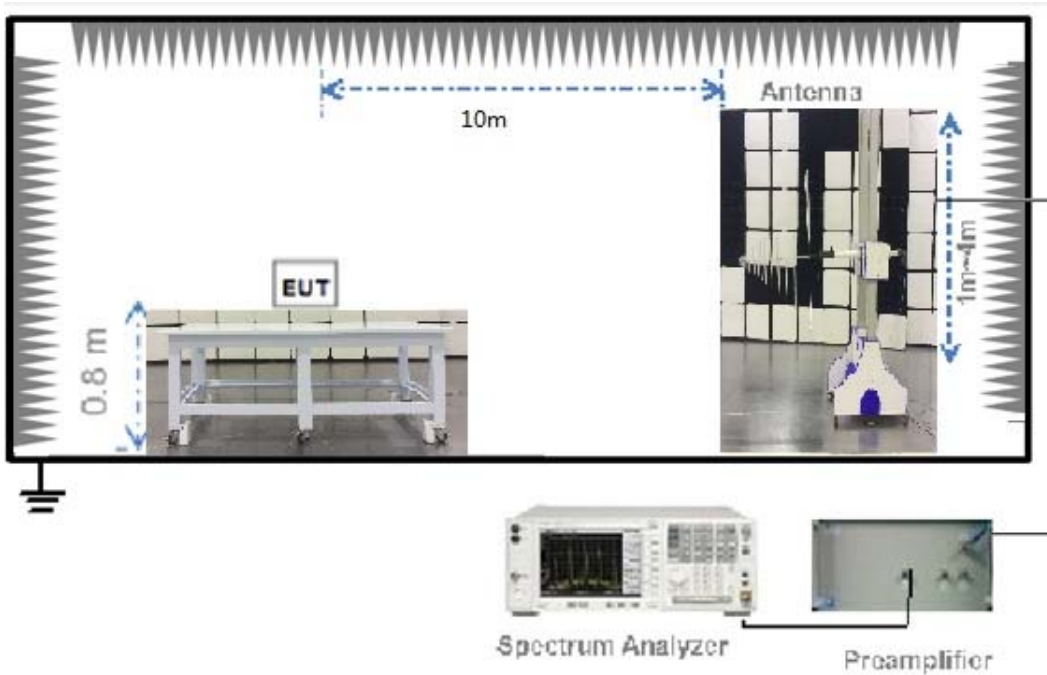 Antenna
10m
1m~4m
EUT
0.8 m
Spectrum Analyzer
Preamplifier